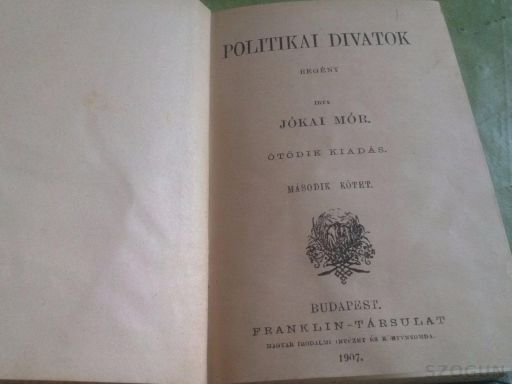 POLITIKAI DIVATOK
REGÉNY
IRTA
JÓKAI MÓR.
ÖTÖDIK KIADÁS.
MÁSODIK KÖTET.
BUDAPEST.
FRANKLIN-TÁRSULAT
MAGYAR IRODALMI INTÉZET ÉS KÖNYVNYOMDA.
1907.
SZOCUN